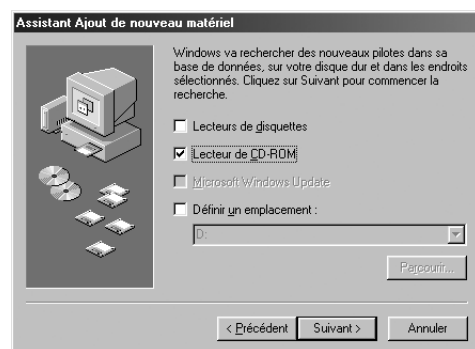 Assistant Ajout de nouveau matériel
Windows va rechercher des nouveaux pilotes dans sa
base de données, sur votre disque dur et dans les endroits
sélectionnés. Cliquez sur Suivant pour commencer la
recherche.
Lecteurs de disquettes
Lecteur de CD-ROM
Microsoft Windows Update
Définir un emplacement :
D:
Parcourir...
< Précédent Suivant > Annuler